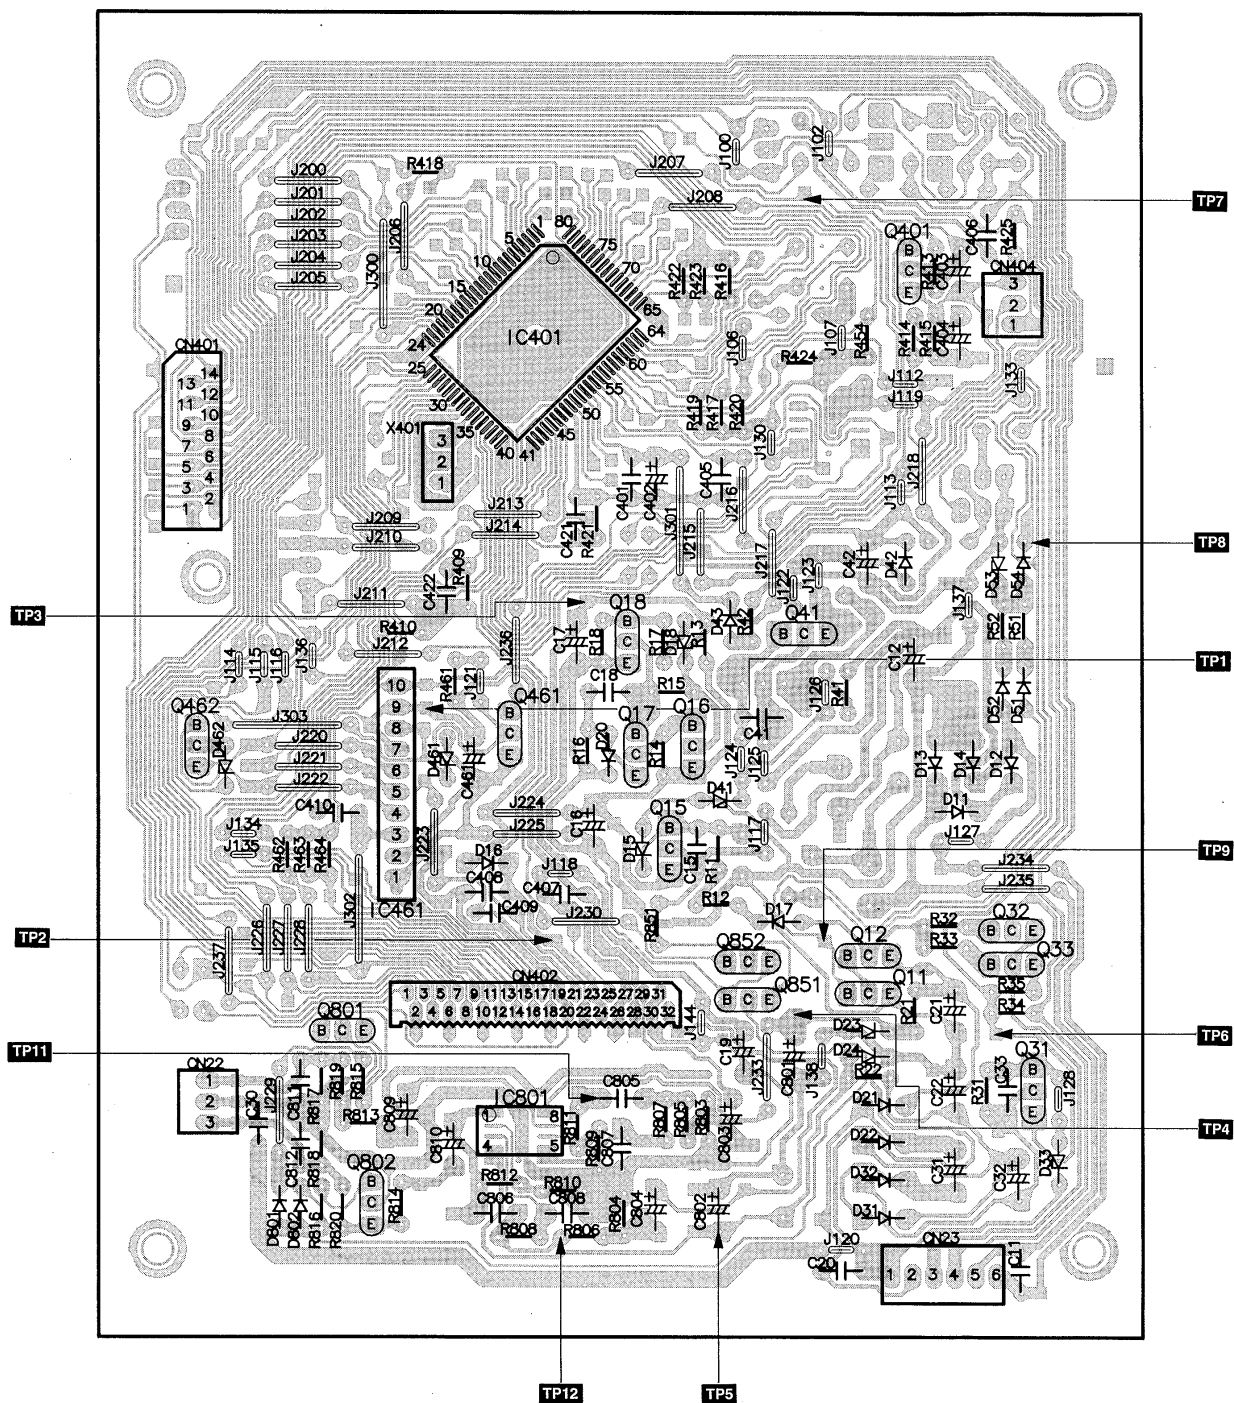 J100
J102
J207
R418
J200
J201
J202
J203
J204
J205
J206
J300
J208
TP7
1
80
5
75
10
70
15
65
20
64
24
60
25
55
30
50
35
45
40
41
IC401
Q401
B
C
E
C406
R425
R413
C403
CN404
3
2
1
R422
R423
R416
J106
J107
R454
R424
R414
R415
C404
J112
J119
J133
CN401
14
13
12
11
10
9
8
7
6
5
4
3
2
1
X401
3
2
1
R419
R417
R420
J130
J218
J113
C401
C402
C405
J216
J301
J215
J213
J214
C421
R421
J209
J210
J217
J122
J123
C42
D42
D53
D54
TP8
C422
R409
J211
J137
TP3
R410
J212
J236
C17
R18
Q18
B
C
E
R17
D18
R13
D43
R42
Q41
B C E
R52
R51
C12
TP1
J114
J115
J116
J136
10
9
8
7
6
5
4
3
2
1
IC461
R461
J121
C18
R15
J126
R41
D52
D51
Q462
B
C
E
D462
J303
J220
J221
J222
Q461
B
C
E
D461
C461
R16
D20
Q17
B
C
E
R14
Q16
B
C
E
C41
J124
J125
D13
D14
D12
C410
D41
D11
J224
J225
C16
J134
J135
R462
R463
R464
J223
D15
Q15
B
C
E
C15
R11
J117
J127
TP9
D16
J118
C408
C407
C409
J234
J235
J302
R12
D17
R851
J230
TP2
J237
J226
J227
J228
R32
R33
Q32
B C E
Q33
B C E
Q852
B C E
Q12
B C E
CN402
1 3 5 7 9 11 13 15 17 19 21 23 25 27 29 31
2 4 6 8 10 12 14 16 18 20 22 24 26 28 30 32
Q851
B C E
Q11
B C E
R35
R34
R21
C21
Q801
B C E
J144
D23
TP6
TP11
C19
J233
C801
J138
D24
R22
Q31
B
C
E
CN22
1
2
3
C30
J229
C811
R817
R819
R815
R813
C809
IC801
1
8
4
5
R811
C805
R807
R805
R803
C803
D21
C22
R31
C33
J128
C810
R809
C807
D22
TP4
C812
R818
Q802
B
C
E
R814
R812
R810
C806
C808
R804
C804
C802
D32
C31
C32
D33
D801
D802
R816
R820
R808
R806
D31
J120
C20
CN23
1 2 3 4 5 6
C11
TP12
TP5